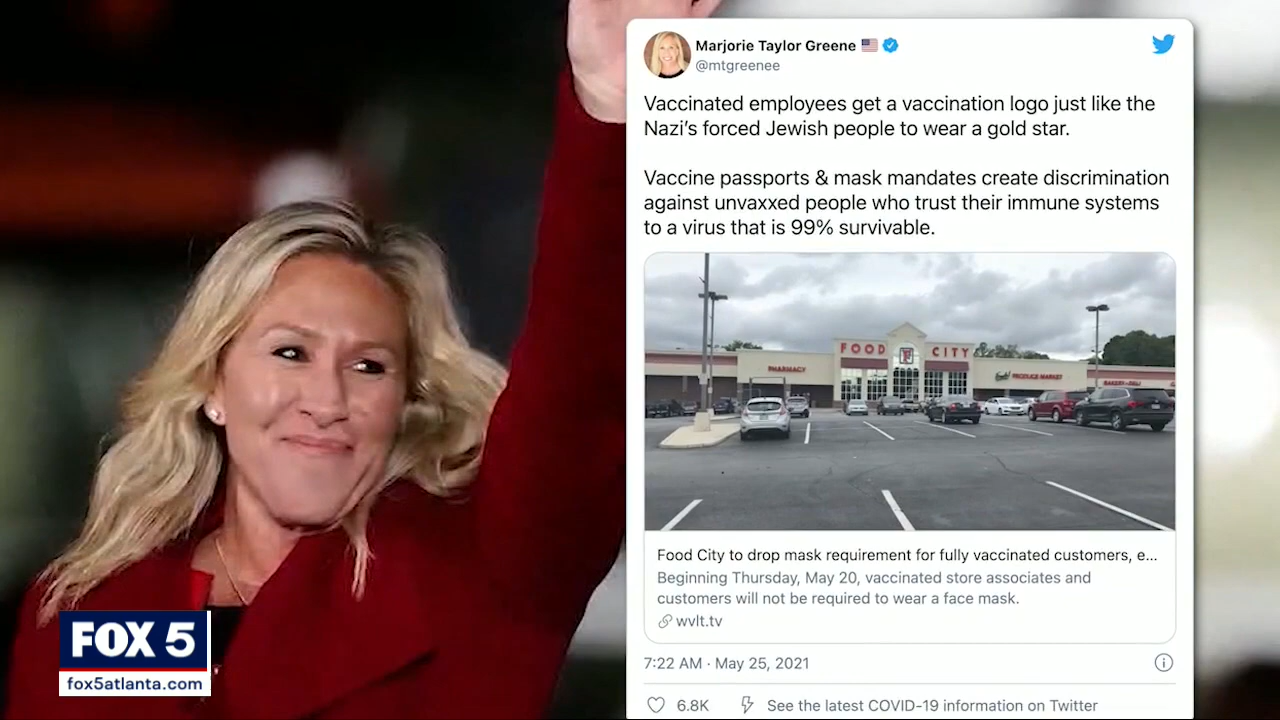 Marjorie Taylor Greene
@mtgreenee
Vaccinated employees get a vaccination logo just like the
Nazi's forced Jewish people to wear a gold star.
Vaccine passports & mask mandates create discrimination
against unvaxxed people who trust their immune systems
to a virus that is 99% survivable.
FOOD CITY
PHARMACY
PRODUCE MARKET
BAKERY-DELI
Food City to drop mask requirement for fully vaccinated customers, e...
Beginning Thursday, May 20, vaccinated store associates and
customers will not be required to wear a face mask.
wvlt.tv
7:22 AM · May 25, 2021
6.8K
See the latest COVID-19 information on Twitter
FOX 5
fox5atlanta.com